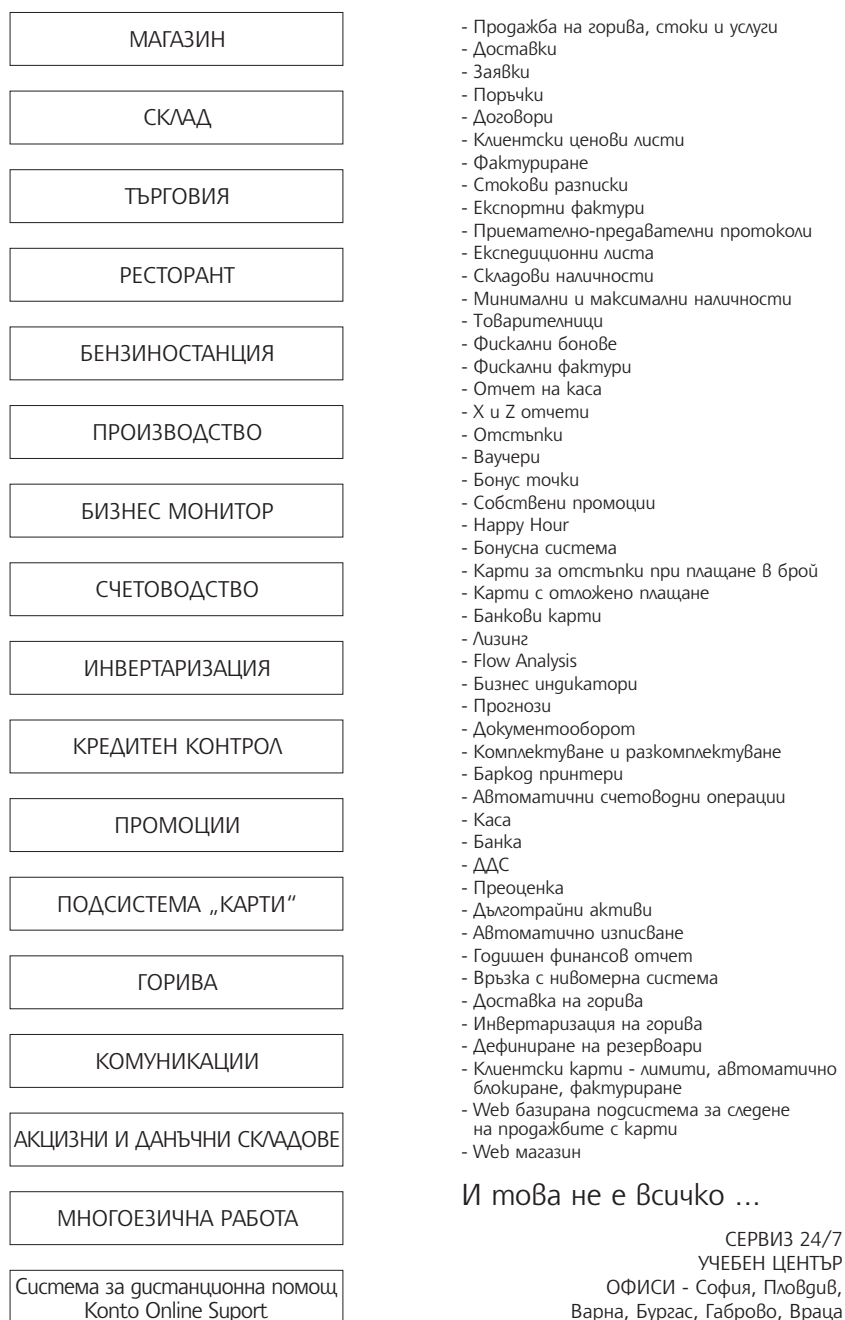 МАГАЗИН
СКЛАД
ТЪРГОВИЯ
РЕСТОРАНТ
БЕНЗИНОСТАНЦИЯ
ПРОИЗВОДСТВО
БИЗНЕС МОНИТОР
СЧЕТОВОДСТВО
ИНВЕРТАРИЗАЦИЯ
КРЕДИТЕН КОНТРОЛ
ПРОМОЦИИ
ПОДСИСТЕМА „КАРТИ“
ГОРИВА
КОМУНИКАЦИИ
АКЦИЗНИ И ДАНЪЧНИ СКЛАДОВЕ
МНОГОЕЗИЧНА РАБОТА
Система за дистанционна помощ
Konto Online Suport
- Продажба на горива, стоки и услуги
- Доставки
- Заявки
- Поръчки
- Договори
- Клиентски ценови листи
- Фактуриране
- Стокови разписки
- Експортни фактури
- Приемателно-предавателни протоколи
- Експедиционни листа
- Складови наличности
- Минимални и максимални наличности
- Товарителници
- Фискални бонове
- Фискални фактури
- Отчет на каса
- X и Z отчети
- Отстъпки
- Ваучери
- Бонус точки
- Собствени промоции
- Happy Hour
- Бонусна система
- Карти за отстъпки при плащане в брой
- Карти с отложено плащане
- Банкови карти
- Лизинг
- Flow Analysis
- Бизнес индикатори
- Прогнози
- Документооборот
- Комплектуване и разкомплектуване
- Баркод принтери
- Автоматични счетоводни операции
- Каса
- Банка
- ДДС
- Преоценка
- Дълготрайни активи
- Автоматично изписване
- Годишен финансов отчет
- Връзка с нивомерна система
- Доставка на горива
- Инвертаризация на горива
- Дефиниране на резервоари
- Клиентски карти - лимити, автоматично
блокиране, фактуриране
- Web базирана подсистема за следене
на продажбите с карти
- Web магазин
И това не е всичко ...
СЕРВИЗ 24/7
УЧЕБЕН ЦЕНТЪР
ОФИСИ - София, Пловдив,
Варна, Бургас, Габрово, Враца